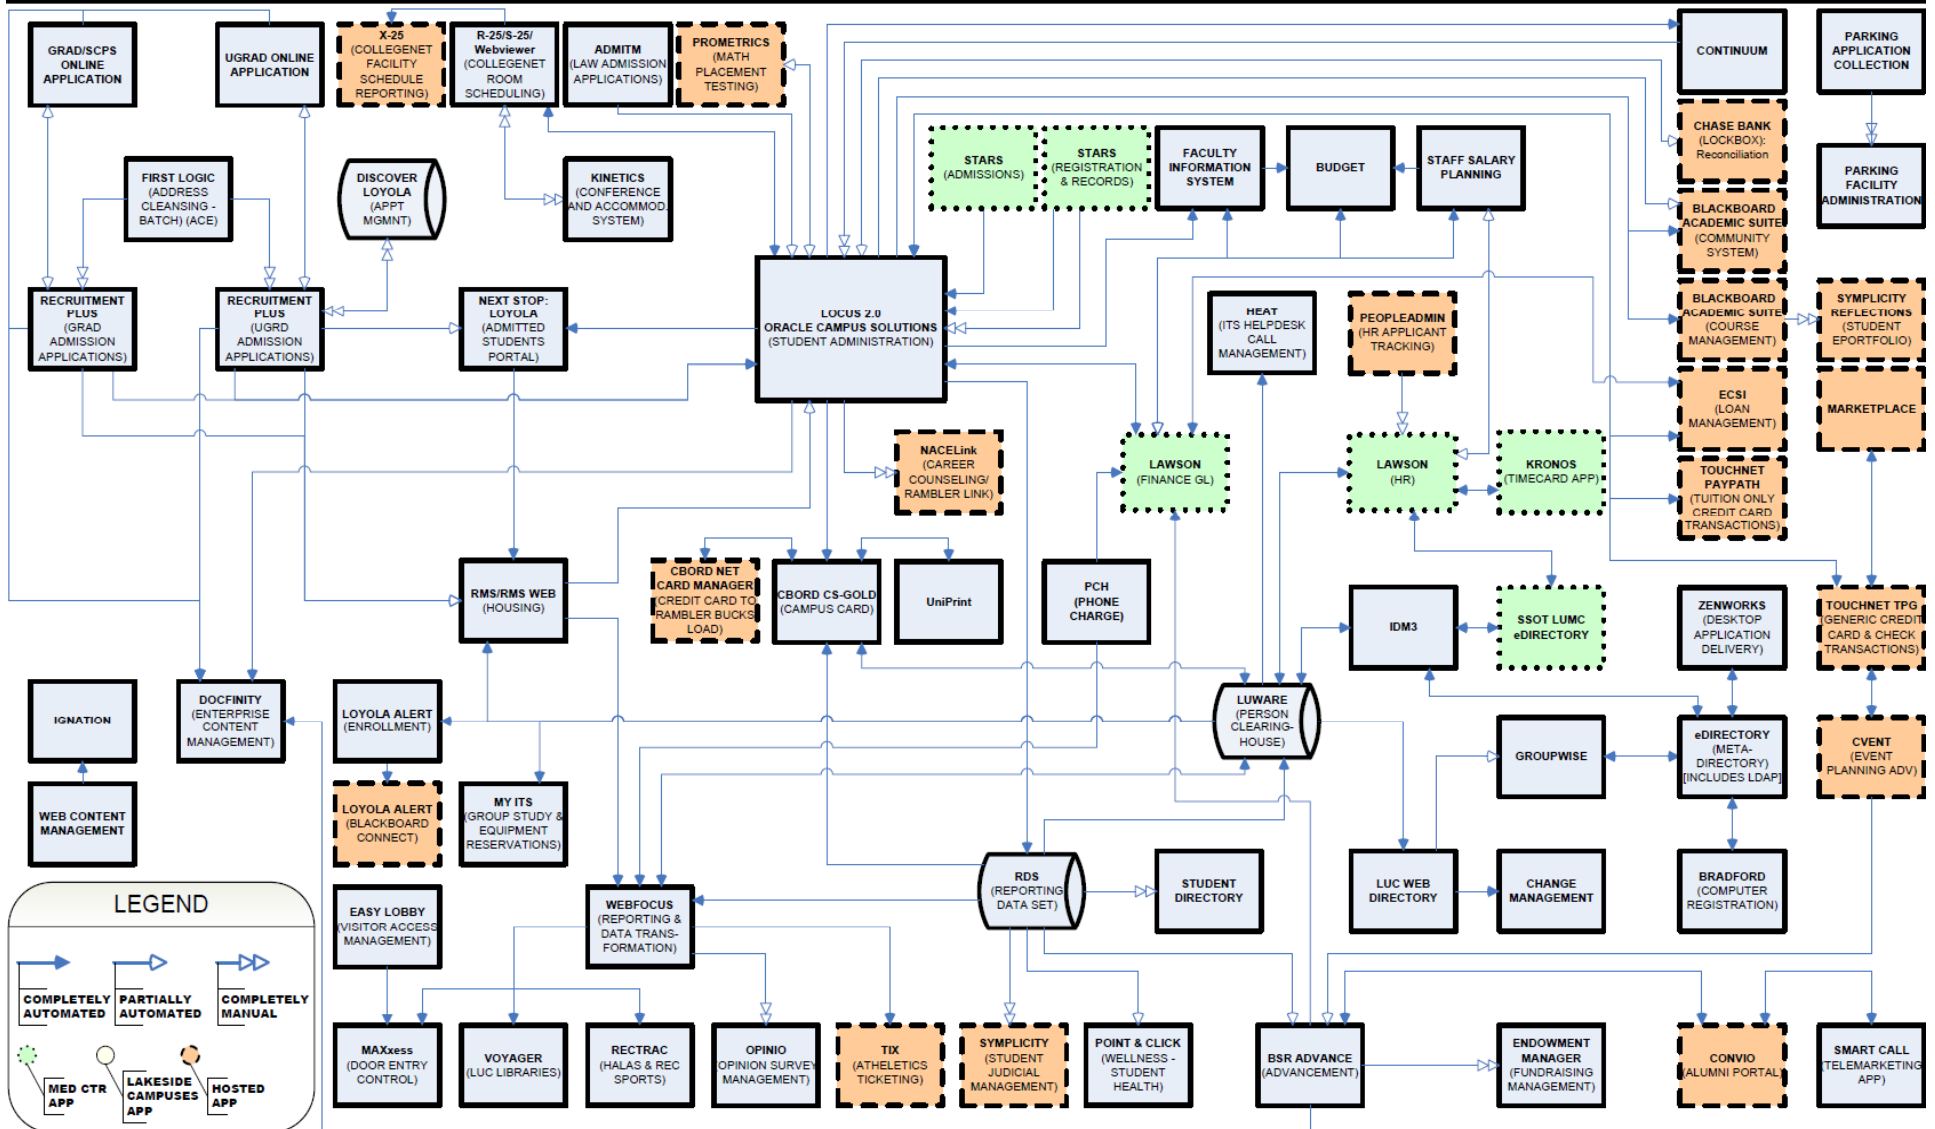 GRAD/SCPS
ONLINE
APPLICATION
UGRAD ONLINE
APPLICATION
X-25
(COLLEGENET
FACILITY
SCHEDULE
REPORTING)
R-25/S-25/
Webviewer
(COLLEGENET
ROOM
SCHEDULING)
ADMITM
(LAW ADMISSION
APPLICATIONS)
PROMETRICS
(MATH
PLACEMENT
TESTING)
CONTINUUM
PARKING
APPLICATION
COLLECTION
CHASE BANK
(LOCKBOX):
Reconciliation
FIRST LOGIC
(ADDRESS
CLEANSING -
BATCH) (ACE)
DISCOVER
LOYOLA
(APPT
MGMNT)
KINETICS
(CONFERENCE
AND ACCOMMOD.
SYSTEM)
STARS
(ADMISSIONS)
STARS
(REGISTRATION
& RECORDS)
FACULTY
INFORMATION
SYSTEM
BUDGET
STAFF SALARY
PLANNING
PARKING
FACILITY
ADMINISTRATION
BLACKBOARD
ACADEMIC SUITE
(COMMUNITY
SYSTEM)
RECRUITMENT
PLUS
(GRAD
ADMISSION
APPLICATIONS)
RECRUITMENT
PLUS
(UGRD
ADMISSION
APPLICATIONS)
NEXT STOP:
LOYOLA
(ADMITTED
STUDENTS
PORTAL)
LOCUS 2.0
ORACLE CAMPUS SOLUTIONS
(STUDENT ADMINISTRATION)
HEAT
(ITS HELPDESK
CALL
MANAGEMENT)
PEOPLEADMIN
(HR APPLICANT
TRACKING)
BLACKBOARD
ACADEMIC SUITE
(COURSE
MANAGEMENT)
SYMPLICITY
REFLECTIONS
(STUDENT
EPORTFOLIO)
ECSI
(LOAN
MANAGEMENT)
MARKETPLACE
NACELink
(CAREER
COUNSELING/
RAMBLER LINK)
LAWSON
(FINANCE GL)
LAWSON
(HR)
KRONOS
(TIMECARD APP)
TOUCHNET
PAYPATH
(TUITION ONLY
CREDIT CARD
TRANSACTIONS)
RMS/RMS WEB
(HOUSING)
CBORD NET
CARD MANAGER
(CREDIT CARD TO
RAMBLER BUCKS
LOAD)
CBORD CS-GOLD
(CAMPUS CARD)
UniPrint
PCH
(PHONE
CHARGE)
IDM3
SSOT LUMC
eDIRECTORY
ZENWORKS
(DESKTOP
APPLICATION
DELIVERY)
TOUCHNET TPG
(GENERIC CREDIT
CARD & CHECK
TRANSACTIONS)
IGNATION
DOCFINITY
(ENTERPRISE
CONTENT
MANAGEMENT)
LOYOLA ALERT
(ENROLLMENT)
LUWARE
(PERSON
CLEARING-
HOUSE)
GROUPWISE
eDIRECTORY
(META-
DIRECTORY)
[INCLUDES LDAP]
CVENT
(EVENT
PLANNING ADV)
WEB CONTENT
MANAGEMENT
LOYALA ALERT
(BLACKBOARD
CONNECT)
MY ITS
(GROUP STUDY &
EQUIPMENT
RESERVATIONS)
RDS
(REPORTING
DATA SET)
STUDENT
DIRECTORY
LUC WEB
DIRECTORY
CHANGE
MANAGEMENT
BRADFORD
(COMPUTER
REGISTRATION)
EASY LOBBY
(VISITOR ACCESS
MANAGEMENT)
WEBFOCUS
(REPORTING &
DATA TRANS-
FORMATION)
LEGEND
COMPLETELY
AUTOMATED
PARTIALLY
AUTOMATED
COMPLETELY
MANUAL
MED CTR
APP
LAKESIDE
CAMPUSES
APP
HOSTED
APP
MAXxess
(DOOR ENTRY
CONTROL)
VOYAGER
(LUC LIBRARIES)
RECTRAC
(HALAS & REC
SPORTS)
OPINIO
(OPINION SURVEY
MANAGEMENT)
TIX
(ATHELETICS
TICKETING)
SYMPLICITY
(STUDENT
JUDICIAL
MANAGEMENT)
POINT & CLICK
(WELLNESS -
STUDENT
HEALTH)
BSR ADVANCE
(ADVANCEMENT)
ENDOWMENT
MANAGER
(FUNDRAISING
MANAGEMENT)
CONVIO
(ALUMNI PORTAL)
SMART CALL
(TELEMARKETING
APP)